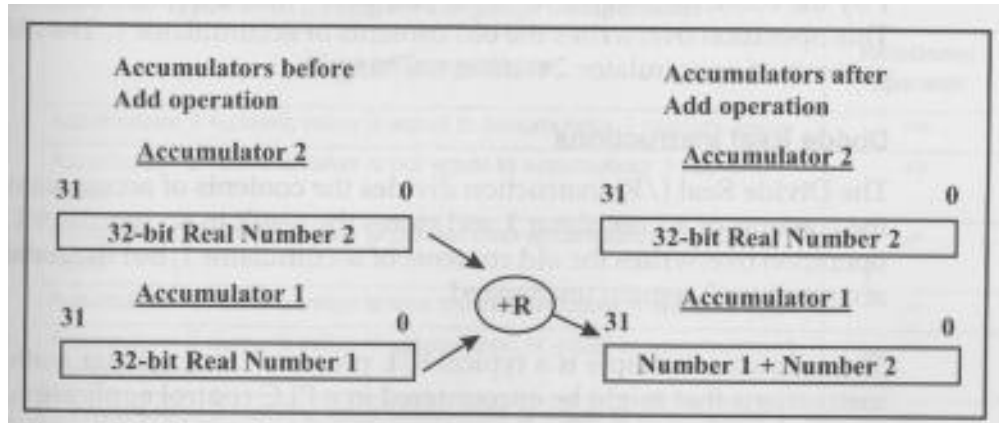 Accumulators before
Add operation
Accumulator 2
31 0
32-bit Real Number 2
Accumulator 1
31 0
32-bit Real Number 1
+R
Accumulators after
Add operation
Accumulator 2
31 0
32-bit Real Number 2
Accumulator 1
31 0
Number 1 + Number 2